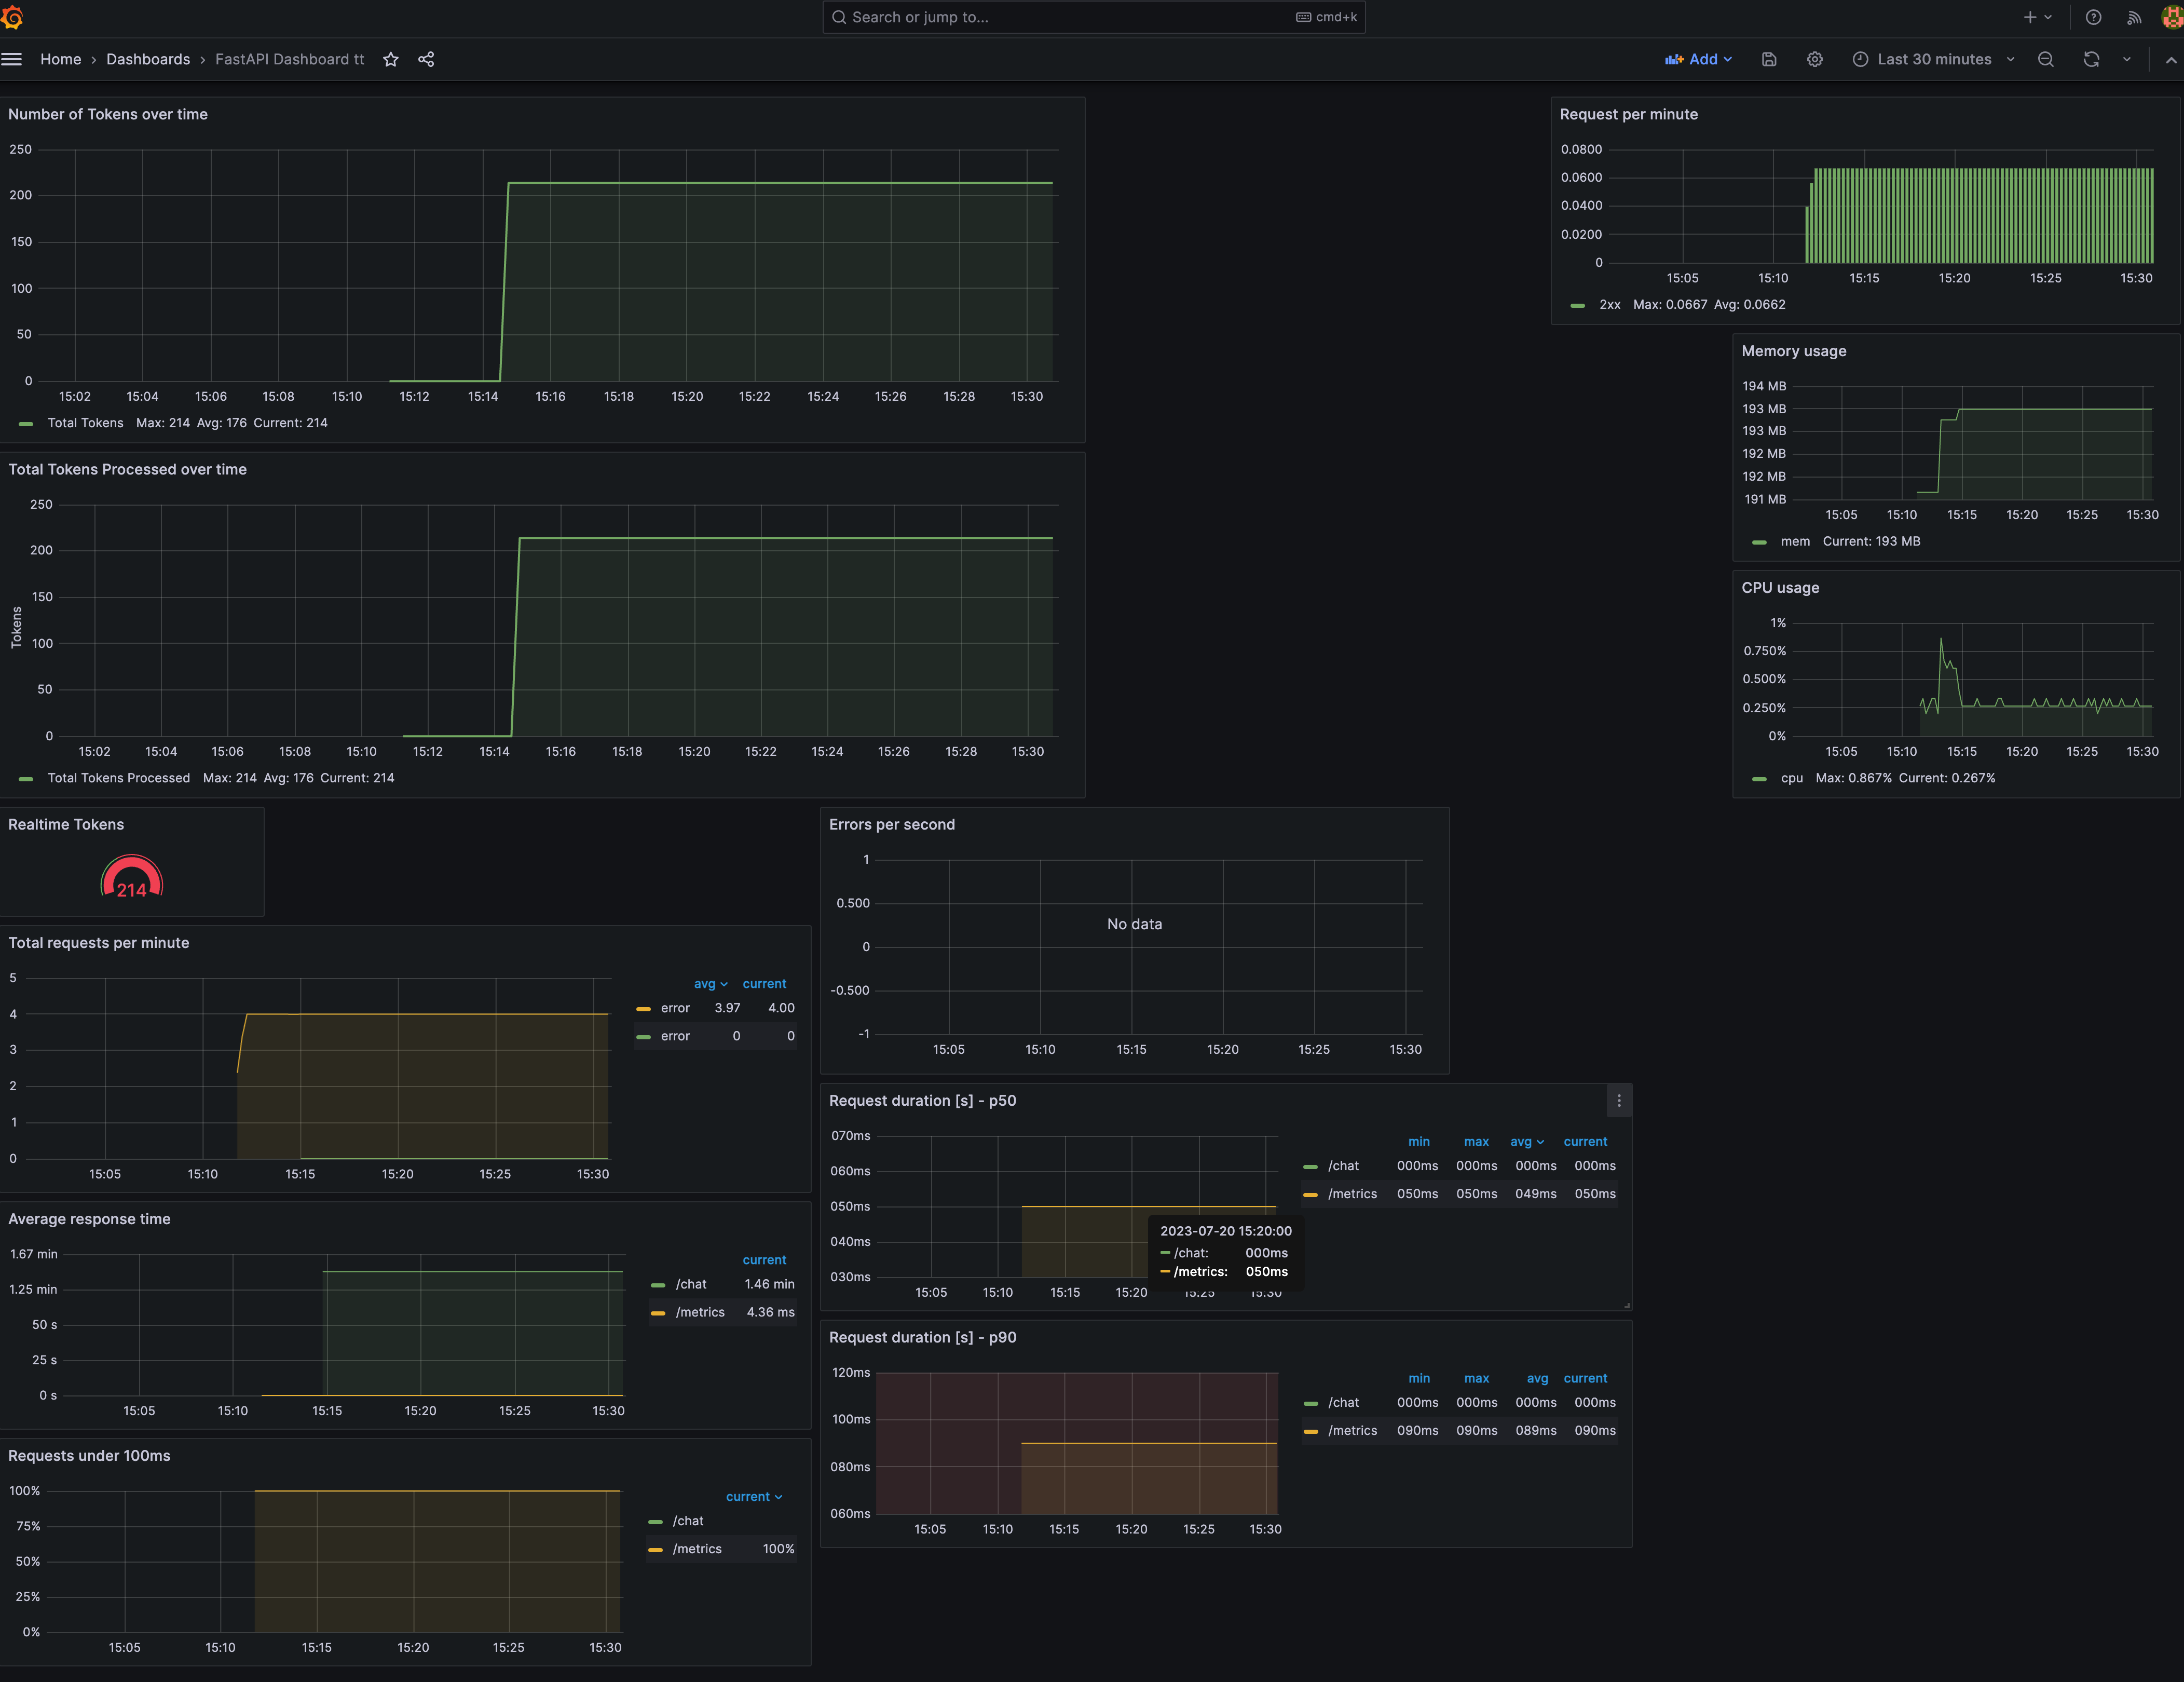 Search or jump to... cmd+k
Home › Dashboards › FastAPI Dashboard tt
Add
Last 30 minutes
Number of Tokens over time
250
200
150
100
50
0
15:02 15:04 15:06 15:08 15:10 15:12 15:14 15:16 15:18 15:20 15:22 15:24 15:26 15:28 15:30
Total Tokens Max: 214 Avg: 176 Current: 214
Request per minute
0.0800
0.0600
0.0400
0.0200
0
15:05 15:10 15:15 15:20 15:25 15:30
2xx Max: 0.0667 Avg: 0.0662
Memory usage
194 MB
193 MB
193 MB
192 MB
192 MB
191 MB
15:05 15:10 15:15 15:20 15:25 15:30
mem Current: 193 MB
Total Tokens Processed over time
Tokens
250
200
150
100
50
0
15:02 15:04 15:06 15:08 15:10 15:12 15:14 15:16 15:18 15:20 15:22 15:24 15:26 15:28 15:30
Total Tokens Processed Max: 214 Avg: 176 Current: 214
CPU usage
1%
0.750%
0.500%
0.250%
0%
15:05 15:10 15:15 15:20 15:25 15:30
cpu Max: 0.867% Current: 0.267%
Realtime Tokens
214
Errors per second
1
0.500
0
-0.500
-1
No data
15:05 15:10 15:15 15:20 15:25 15:30
Total requests per minute
5
4
3
2
1
0
15:05 15:10 15:15 15:20 15:25 15:30
avg current
error 3.97 4.00
error 0 0
Request duration [s] - p50
070ms
060ms
050ms
040ms
030ms
15:05 15:10 15:15 15:20 15:25 15:30
min max avg current
/chat 000ms 000ms 000ms 000ms
/metrics 050ms 050ms 049ms 050ms
2023-07-20 15:20:00
/chat: 000ms
/metrics: 050ms
Average response time
1.67 min
1.25 min
50 s
25 s
0 s
15:05 15:10 15:15 15:20 15:25 15:30
current
/chat 1.46 min
/metrics 4.36 ms
Request duration [s] - p90
120ms
100ms
080ms
060ms
15:05 15:10 15:15 15:20 15:25 15:30
min max avg current
/chat 000ms 000ms 000ms 000ms
/metrics 090ms 090ms 089ms 090ms
Requests under 100ms
100%
75%
50%
25%
0%
15:05 15:10 15:15 15:20 15:25 15:30
current
/chat
/metrics 100%